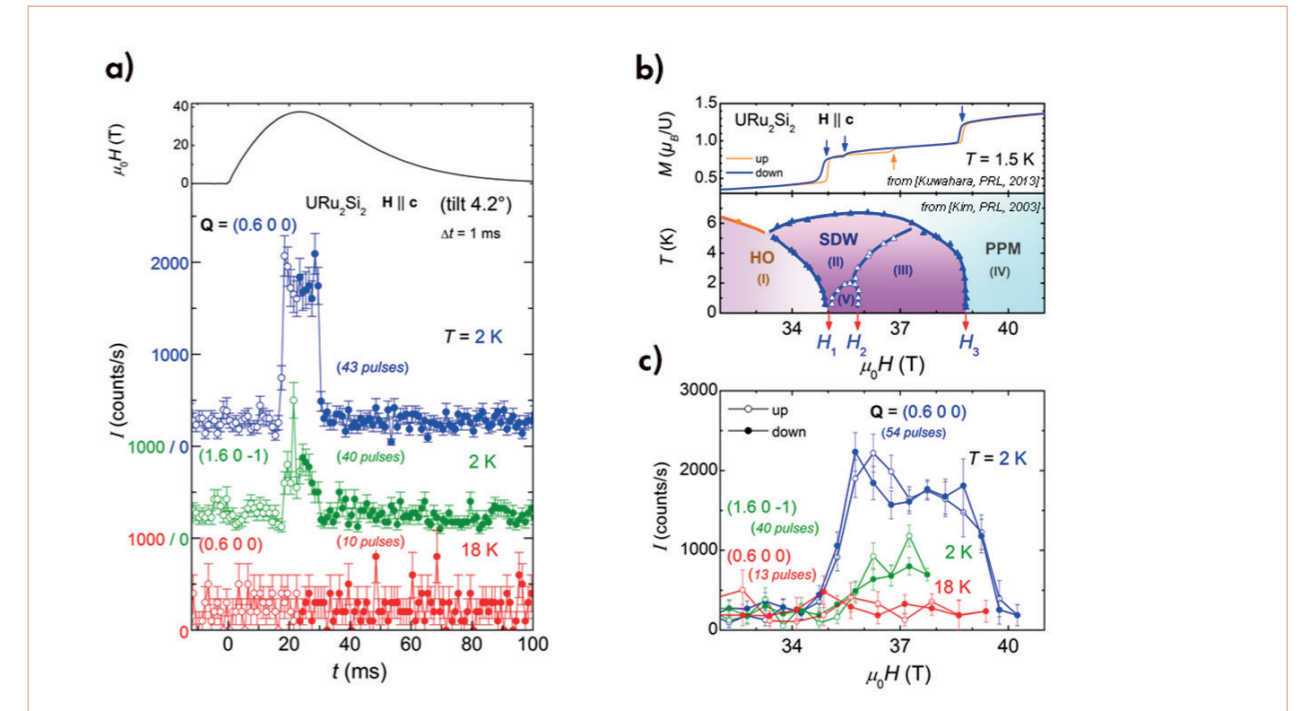 a)
40
20
0
μ₀H (T)
URu₂Si₂ H || c (tilt 4.2°)
Δt = 1 ms
Q = (0.6 0 0)
2000
T = 2 K
1000
(43 pulses)
I (counts/s)
1000 / 0
(1.6 0 -1)
(40 pulses)
2 K
1000 / 0
(0.6 0 0)
(10 pulses)
18 K
0
0 20 40 60 80 100
t (ms)
b)
1.5
1.0
0.5
M (μB/U)
URu₂Si₂ H || c
up
down
T = 1.5 K
from [Kuwahara, PRL, 2013]
from [Kim, PRL, 2003]
6
4
2
0
T (K)
HO
(I)
SDW
(II)
(III)
(V)
PPM
(IV)
34 37 40
H₁ H₂ H₃
μ₀H (T)
c)
3000
2000
1000
0
I (counts/s)
up
down
Q = (0.6 0 0)
(54 pulses)
T = 2 K
(1.6 0 -1)
(40 pulses)
2 K
(0.6 0 0)
(13 pulses)
18 K
34 37 40
μ₀H (T)